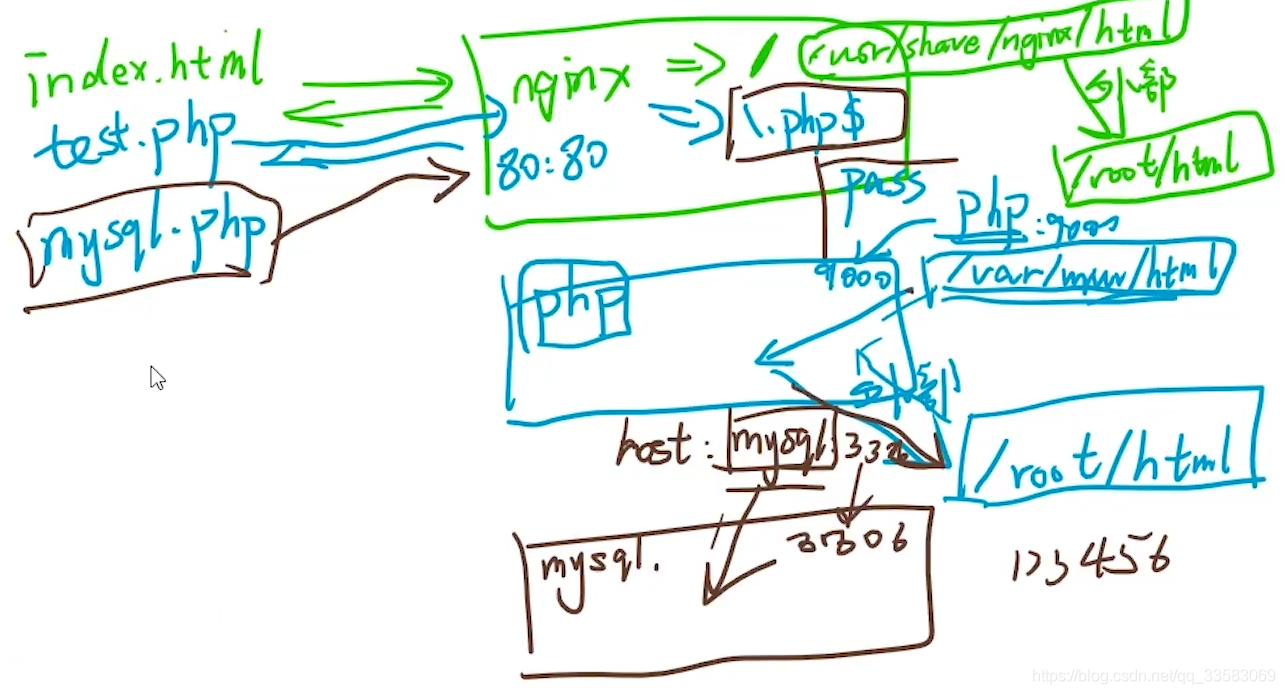 index.html
nginx
/
/usr/share/nginx/html
外部
/root/html
test.php
80:80
\.php$
pass
php:9000
mysql.php
9000
/var/www/html
php
外部
/root/html
host: mysql:3306
mysql.
3306
123456
https://blog.csdn.net/qq_33583069